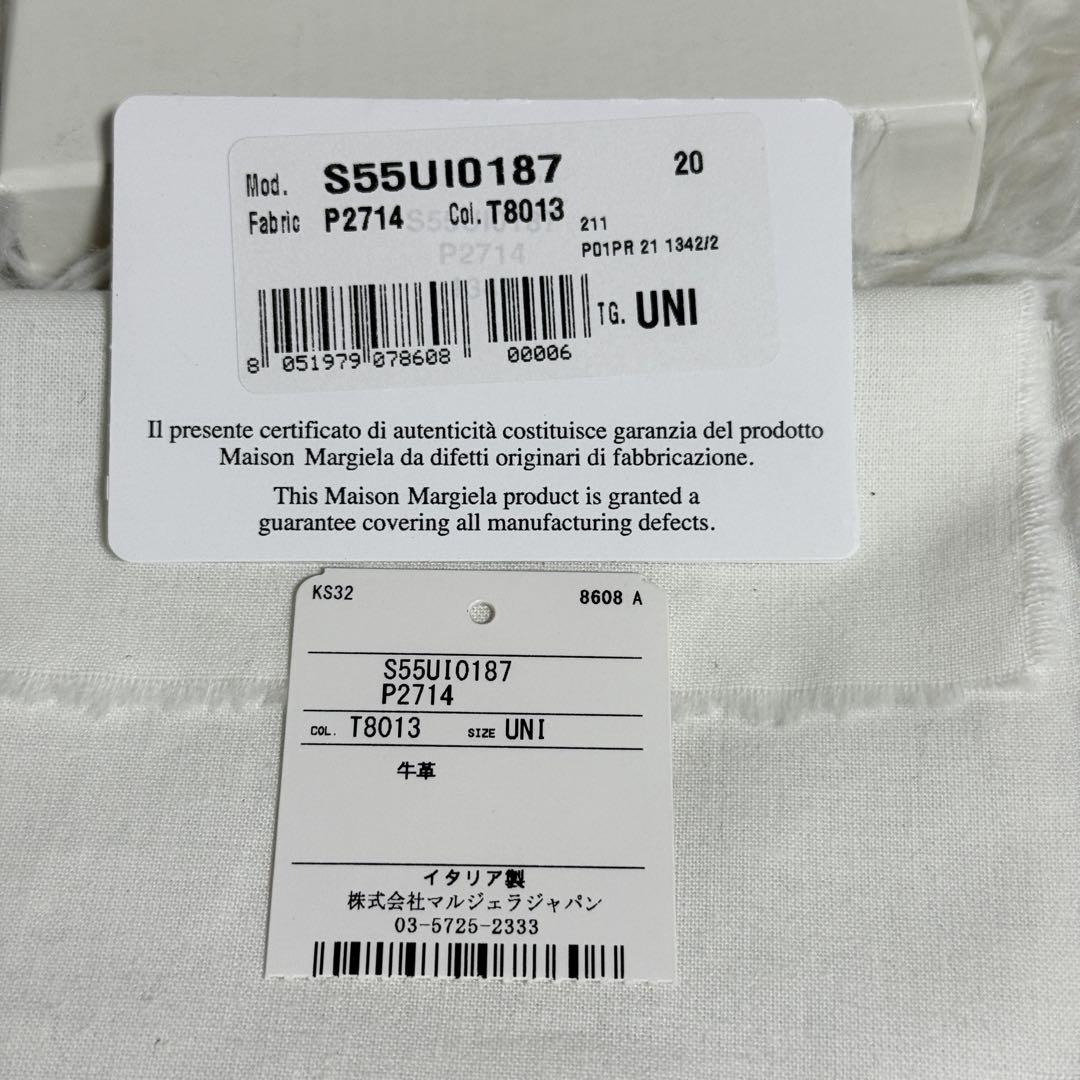 Mod. S55UI0187 20
Fabric P2714 Col. T8013 211
P01PR 21 1342/2
TG. UNI
8 051979 078608 00006
Il presente certificato di autenticità costituisce garanzia del prodotto
Maison Margiela da difetti originari di fabbricazione.
This Maison Margiela product is granted a
guarantee covering all manufacturing defects.
KS32 8608 A
S55UI0187
P2714
COL. T8013 SIZE UNI
牛革
イタリア製
株式会社マルジェラジャパン
03-5725-2333